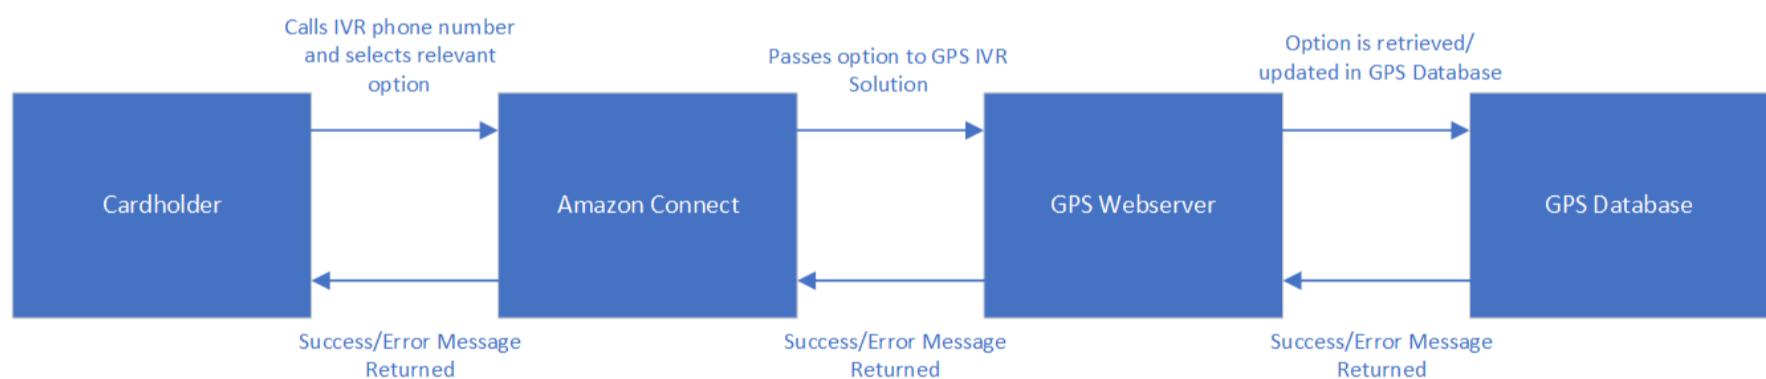 Calls IVR phone number
and selects relevant
option
Passes option to GPS IVR
Solution
Option is retrieved/
updated in GPS Database
Cardholder
Amazon Connect
GPS Webserver
GPS Database
Success/Error Message
Returned
Success/Error Message
Returned
Success/Error Message
Returned